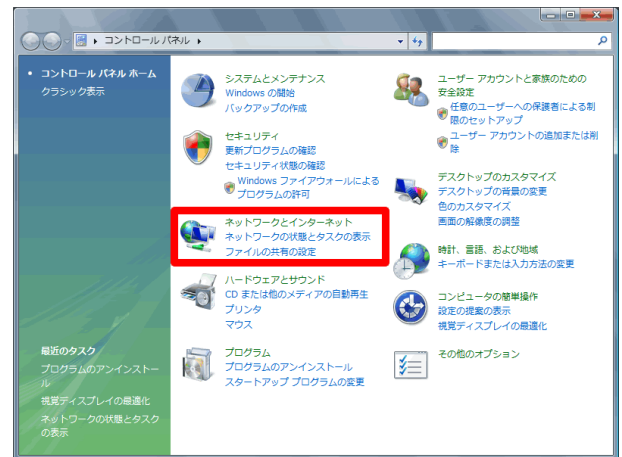 コントロール パネル
コントロール パネル ホーム
クラシック表示
システムとメンテナンス
Windows の開始
バックアップの作成
セキュリティ
更新プログラムの確認
セキュリティ状態の確認
Windows ファイアウォールによる
プログラムの許可
ネットワークとインターネット
ネットワークの状態とタスクの表示
ファイルの共有の設定
ハードウェアとサウンド
CD または他のメディアの自動再生
プリンタ
マウス
プログラム
プログラムのアンインストール
スタートアップ プログラムの変更
ユーザー アカウントと家族のための
安全設定
任意のユーザーへの保護者による制
限のセットアップ
ユーザー アカウントの追加または削
除
デスクトップのカスタマイズ
デスクトップの背景の変更
色のカスタマイズ
画面の解像度の調整
時計、言語、および地域
キーボードまたは入力方法の変更
コンピュータの簡単操作
設定の提案の表示
視覚ディスプレイの最適化
その他のオプション
最近のタスク
プログラムのアンインストー
ル
視覚ディスプレイの最適化
ネットワークの状態とタスク
の表示